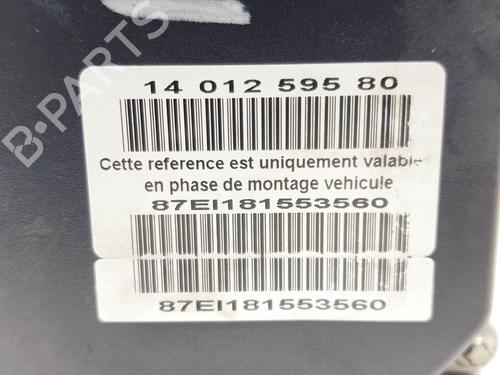 B-PARTS
14 012 595 80
Cette reference est uniquement valable
en phase de montage vehicule
87EI181553560
87EI181553560